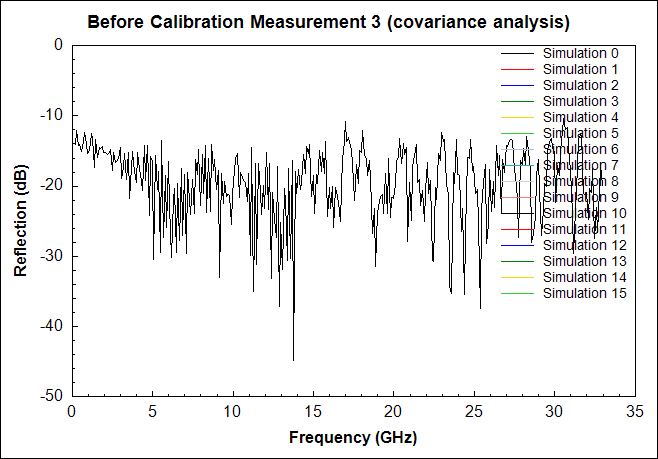 Before Calibration Measurement 3 (covariance analysis)
0
-10
-20
-30
-40
-50
Reflection (dB)
Simulation 0
Simulation 1
Simulation 2
Simulation 3
Simulation 4
Simulation 5
Simulation 6
Simulation 7
Simulation 8
Simulation 9
Simulation 10
Simulation 11
Simulation 12
Simulation 13
Simulation 14
Simulation 15
0 5 10 15 20 25 30 35
Frequency (GHz)